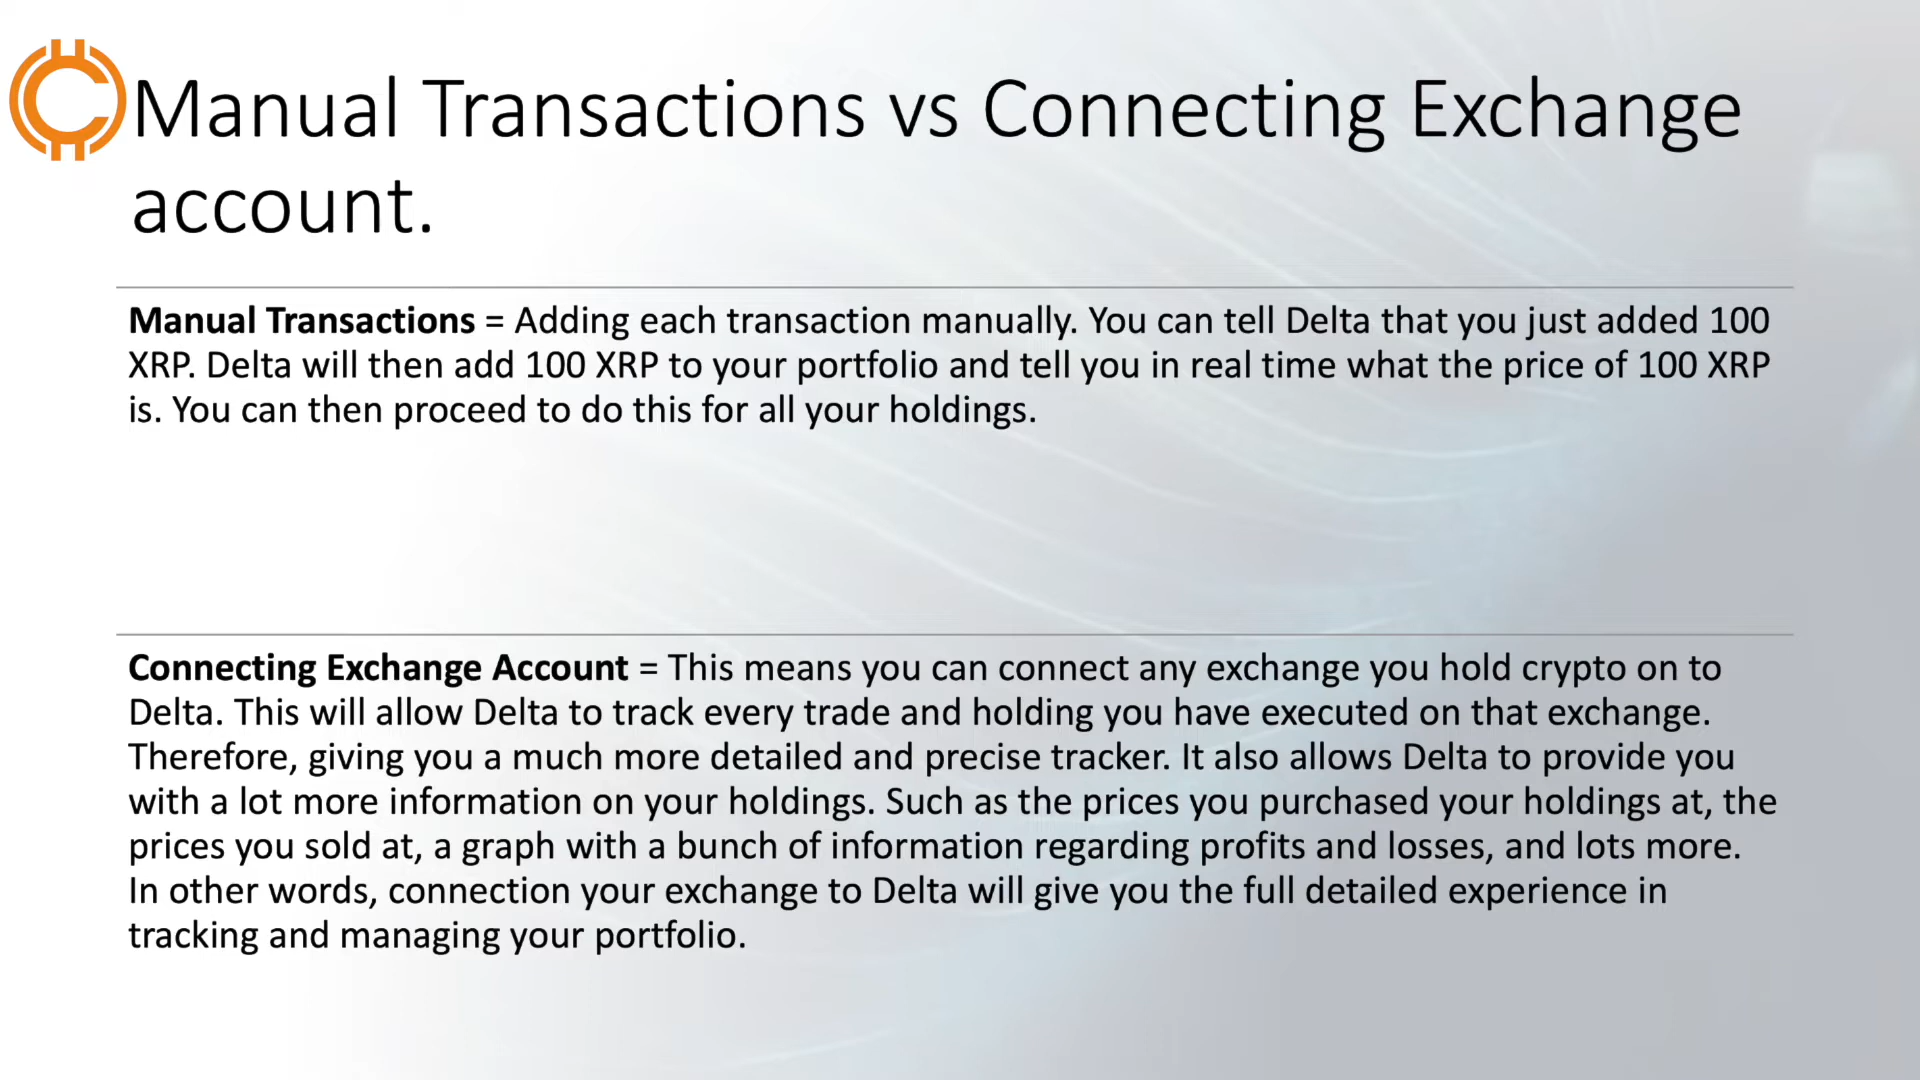 Manual Transactions vs Connecting Exchange
account.
Manual Transactions = Adding each transaction manually. You can tell Delta that you just added 100
XRP. Delta will then add 100 XRP to your portfolio and tell you in real time what the price of 100 XRP
is. You can then proceed to do this for all your holdings.
Connecting Exchange Account = This means you can connect any exchange you hold crypto on to
Delta. This will allow Delta to track every trade and holding you have executed on that exchange.
Therefore, giving you a much more detailed and precise tracker. It also allows Delta to provide you
with a lot more information on your holdings. Such as the prices you purchased your holdings at, the
prices you sold at, a graph with a bunch of information regarding profits and losses, and lots more.
In other words, connection your exchange to Delta will give you the full detailed experience in
tracking and managing your portfolio.